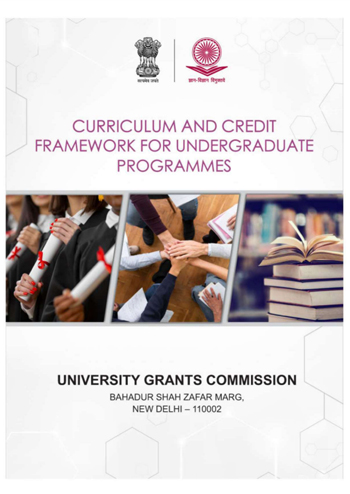 सत्यमेव जयते
ज्ञान-विज्ञान विमुक्तये
CURRICULUM AND CREDIT
FRAMEWORK FOR UNDERGRADUATE
PROGRAMMES
UNIVERSITY GRANTS COMMISSION
BAHADUR SHAH ZAFAR MARG,
NEW DELHI – 110002